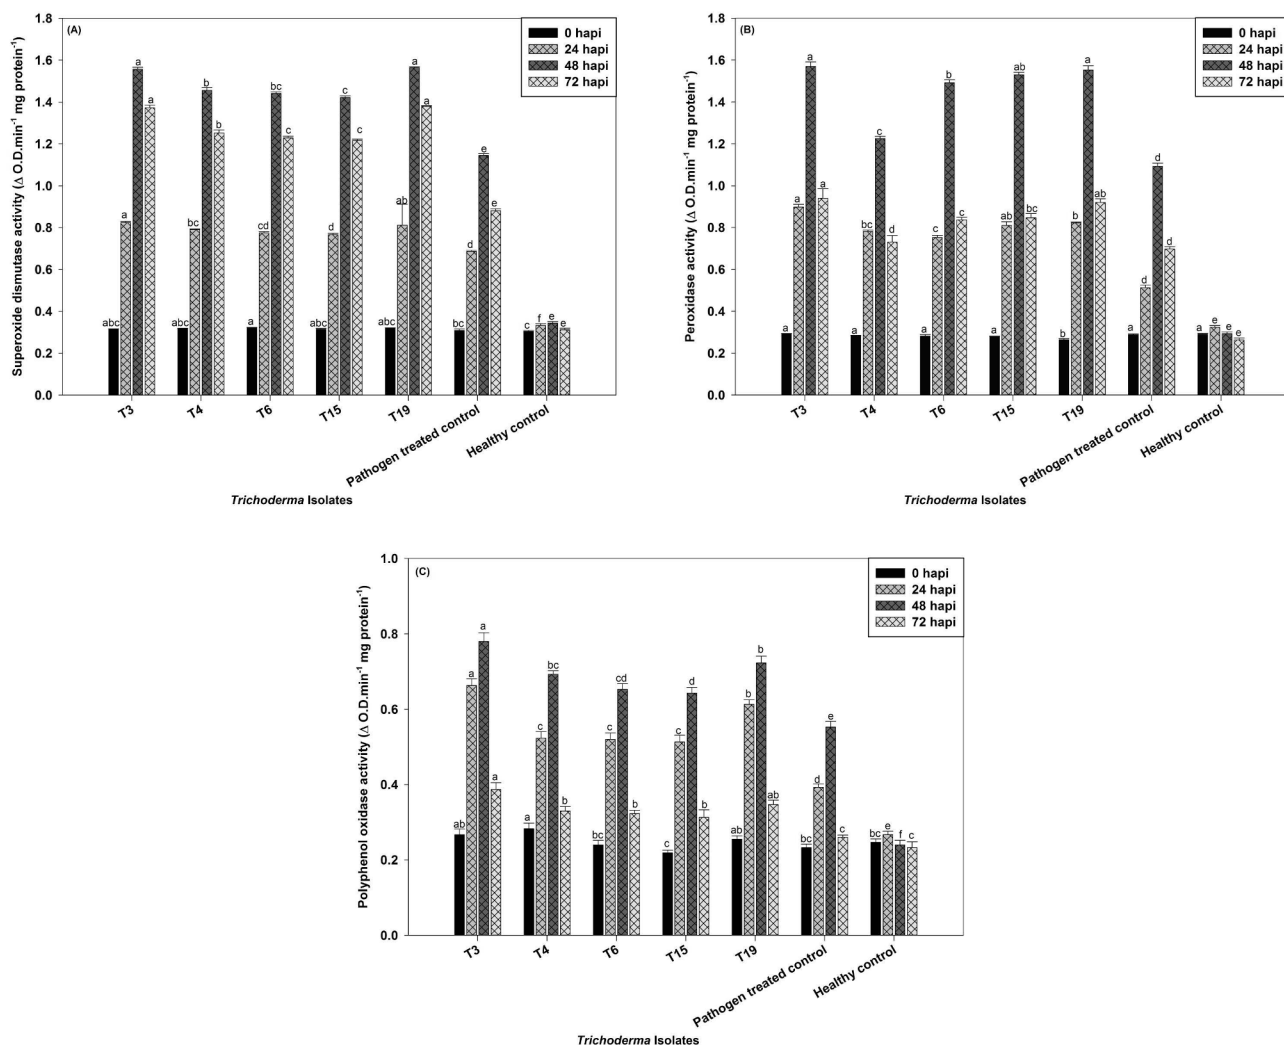 (A)
0 hapi
24 hapi
48 hapi
72 hapi
Superoxide dismutase activity (Δ O.D.min⁻¹ mg protein⁻¹)
1.8
1.6
1.4
1.2
1.0
0.8
0.6
0.4
0.2
0.0
abc a a a
abc bc b b
a cd bc c
abc d c c
abc ab a a
bc d e e
c f e e
T3 T4 T6 T15 T19 Pathogen treated control Healthy control
Trichoderma Isolates
(B)
0 hapi
24 hapi
48 hapi
72 hapi
Peroxidase activity (Δ O.D.min⁻¹ mg protein⁻¹)
1.8
1.6
1.4
1.2
1.0
0.8
0.6
0.4
0.2
0.0
a a a a
a bc c d
a c b c
a ab ab bc
b b a ab
a d d d
a e e e
T3 T4 T6 T15 T19 Pathogen treated control Healthy control
Trichoderma Isolates
(C)
0 hapi
24 hapi
48 hapi
72 hapi
Polyphenol oxidase activity (Δ O.D.min⁻¹ mg protein⁻¹)
1.0
0.8
0.6
0.4
0.2
0.0
ab a a a
a c bc b
bc c cd b
c c d b
ab b b ab
bc d e c
bc e f c
T3 T4 T6 T15 T19 Pathogen treated control Healthy control
Trichoderma Isolates